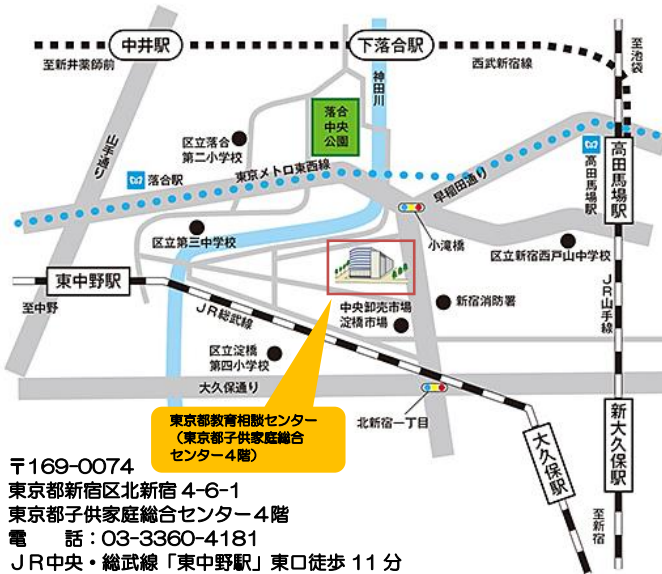 中井駅
下落合駅
至新井薬師前
西武新宿線
至池袋
神田川
落合
中央
公園
山手通り
区立落合
第二小学校
高田馬場駅
高田馬場駅
早稲田通り
落合駅
東京メトロ東西線
小滝橋
区立第三中学校
区立新宿西戸山中学校
東中野駅
至中野
JR総武線
中央卸売市場
淀橋市場
新宿消防署
JR山手線
区立淀橋
第四小学校
大久保通り
北新宿一丁目
新大久保駅
大久保駅
至新宿
東京都教育相談センター
（東京都子供家庭総合
センター4階）
〒169-0074
東京都新宿区北新宿 4-6-1
東京都子供家庭総合センター４階
電　　話：03-3360-4181
ＪＲ中央・総武線「東中野駅」東口徒歩 11 分